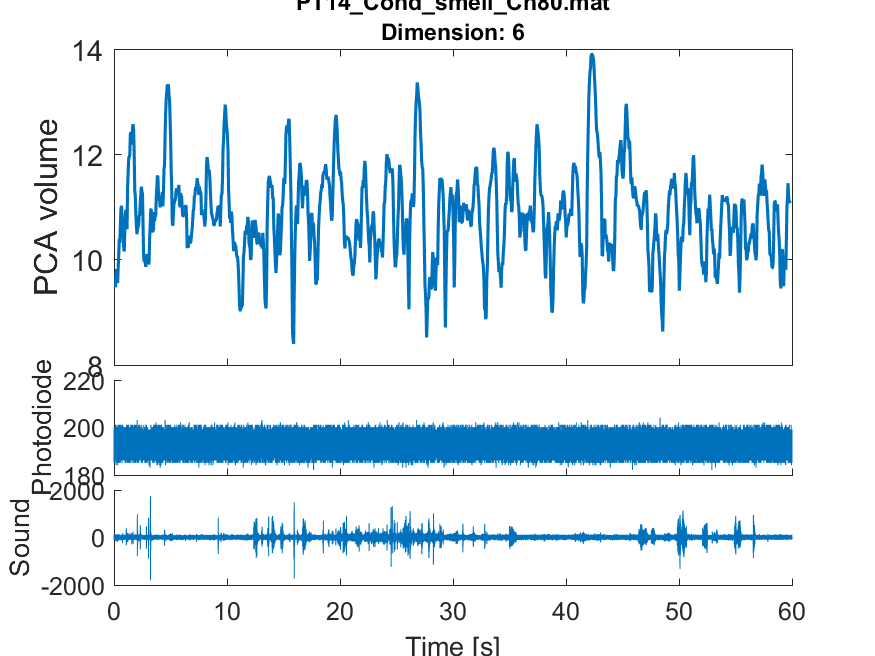 PT14_Cond_smell_Ch80.mat
Dimension: 6
14
12
10
8
PCA volume
220
200
180
Photodiode
2000
0
-2000
Sound
0 10 20 30 40 50 60
Time [s]